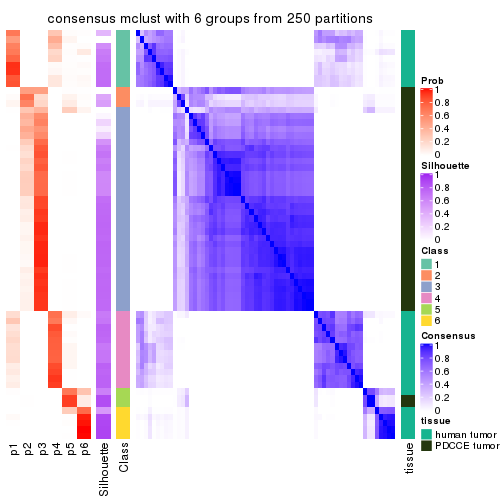 consensus mclust with 6 groups from 250 partitions
Prob
1
0.8
0.6
0.4
0.2
0
Silhouette
1
0.8
0.6
0.4
0.2
0
Class
1
2
3
4
5
6
Consensus
1
0.8
0.6
0.4
0.2
0
tissue
human tumor
PDCCE tumor
p1
p2
p3
p4
p5
p6
Silhouette
Class
tissue